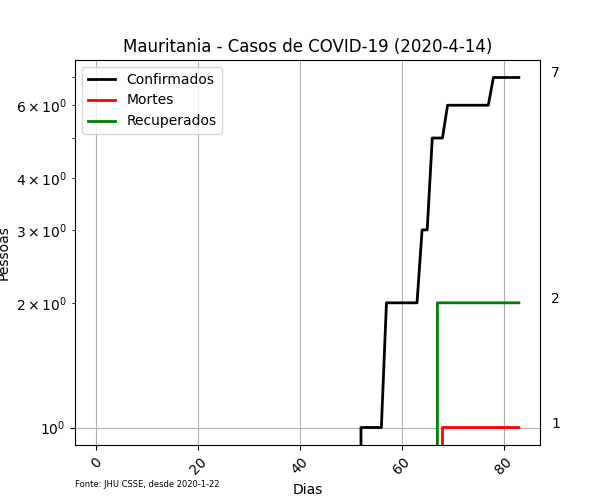 Mauritania - Casos de COVID-19 (2020-4-14)
Confirmados
Mortes
Recuperados
Pessoas
6 × 10⁰
4 × 10⁰
3 × 10⁰
2 × 10⁰
10⁰
7
2
1
0
20
40
60
80
Dias
Fonte: JHU CSSE, desde 2020-1-22